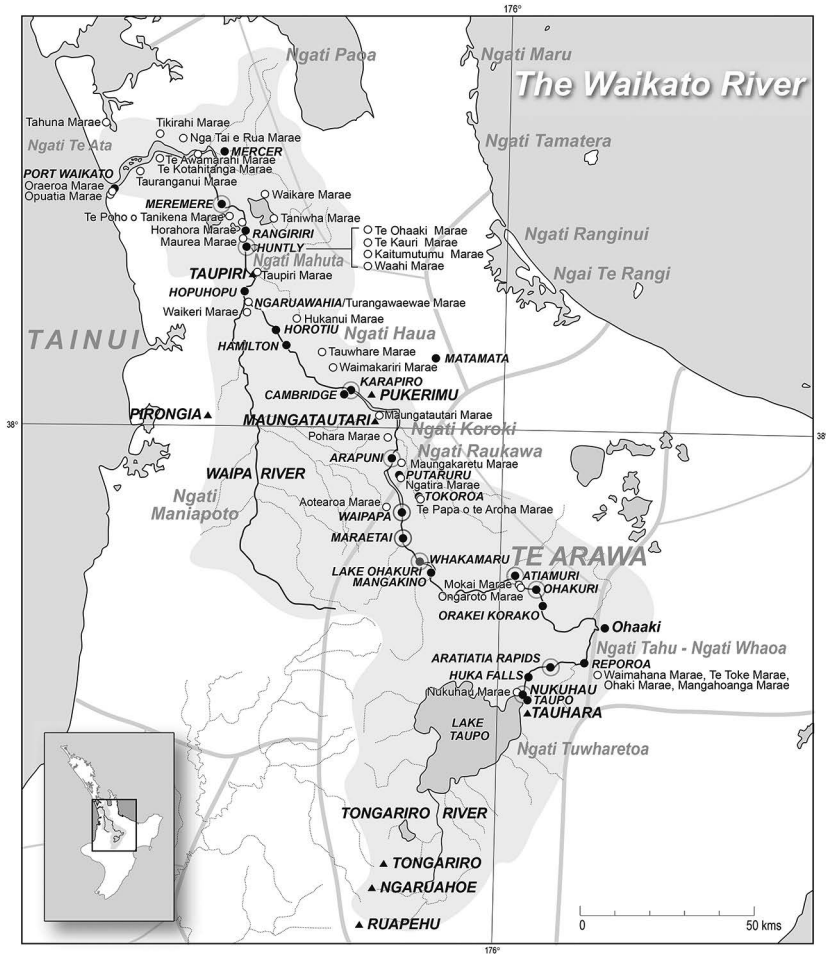 176°
Ngati Paoa
Ngati Maru
The Waikato River
Tahuna Marae
Tikirahi Marae
Nga Tai e Rua Marae
Ngati Te Ata
MERCER
Te Awamarahi Marae
Te Kotahitanga Marae
Ngati Tamatera
PORT WAIKATO
Tauranganui Marae
Oraeroa Marae
Opuatia Marae
MEREMERE
Waikare Marae
Te Poho o Tanikena Marae
Taniwha Marae
Horahora Marae
RANGIRIRI
Maurea Marae
HUNTLY
Te Ohaaki Marae
Te Kauri Marae
Kaitumutumu Marae
Waahi Marae
Ngati Ranginui
Ngati Mahuta
TAUPIRI
Taupiri Marae
Ngai Te Rangi
HOPUHOPU
NGARUAWAHIA/Turangawaewae Marae
Waikeri Marae
Hukanui Marae
TAINUI
HOROTIU
Ngati Haua
HAMILTON
Tauwhare Marae
MATAMATA
Waimakariri Marae
KARAPIRO
CAMBRIDGE
PUKERIMU
PIRONGIA
MAUNGATAUTARI
Maungatautari Marae
38°
38°
Ngati Koroki
Pohara Marae
Ngati Raukawa
ARAPUNI
Maungakaretu Marae
WAIPA RIVER
PUTARURU
Ngatira Marae
Ngati
Maniapoto
TOKOROA
Aotearoa Marae
Te Papa o te Aroha Marae
WAIPAPA
MARAETAI
TE ARAWA
WHAKAMARU
LAKE OHAKURI
MANGAKINO
ATIAMURI
Mokai Marae
OHAKURI
Ongaroto Marae
ORAKEI KORAKO
Ohaaki
Ngati Tahu - Ngati Whaoa
ARATIATIA RAPIDS
REPOROA
HUKA FALLS
Waimahana Marae, Te Toke Marae,
Ohaki Marae, Mangahoanga Marae
Nukuhau Marae
NUKUHAU
TAUPO
TAUHARA
LAKE
TAUPO
Ngati Tuwharetoa
TONGARIRO RIVER
TONGARIRO
NGARUAHOE
RUAPEHU
0 50 kms
176°